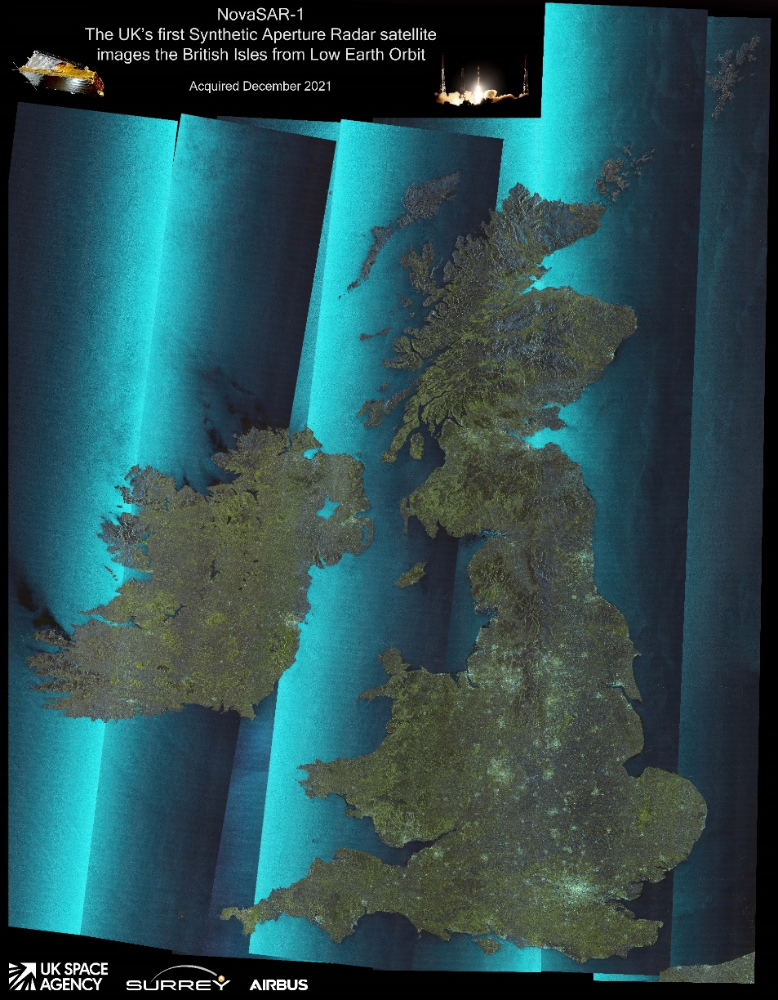 NovaSAR-1
The UK's first Synthetic Aperture Radar satellite
images the British Isles from Low Earth Orbit
Acquired December 2021
UK SPACE
AGENCY
SURREY
AIRBUS